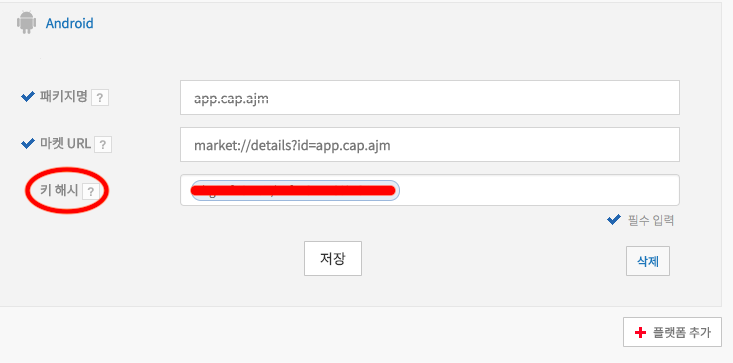 Android
패키지명 ?
app.cap.ajm
마켓 URL ?
market://details?id=app.cap.ajm
키 해시 ?
필수 입력
저장
삭제
플랫폼 추가